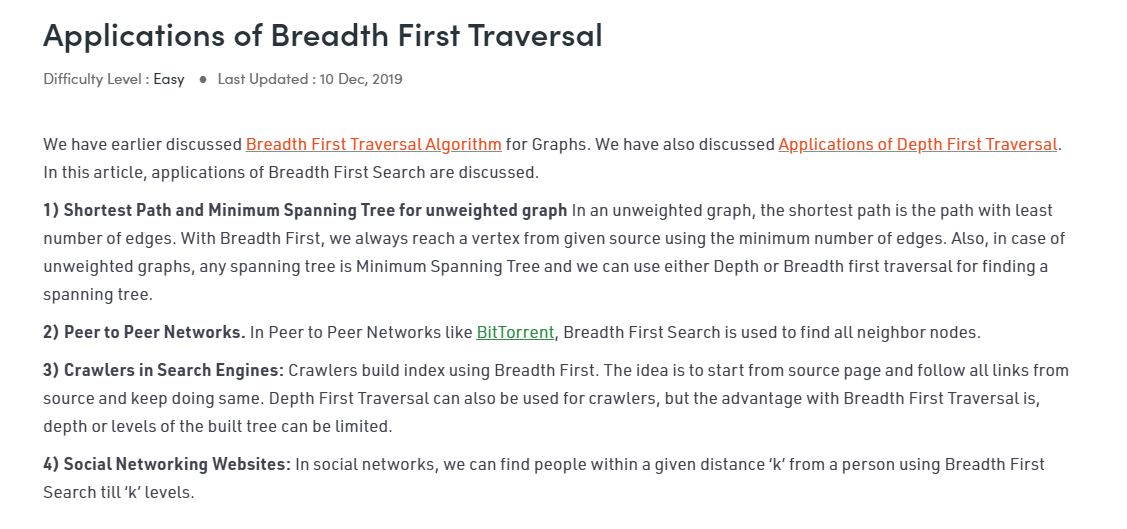 Applications of Breadth First Traversal
Difficulty Level : Easy ● Last Updated : 10 Dec, 2019
We have earlier discussed Breadth First Traversal Algorithm for Graphs. We have also discussed Applications of Depth First Traversal.
In this article, applications of Breadth First Search are discussed.
1) Shortest Path and Minimum Spanning Tree for unweighted graph In an unweighted graph, the shortest path is the path with least
number of edges. With Breadth First, we always reach a vertex from given source using the minimum number of edges. Also, in case of
unweighted graphs, any spanning tree is Minimum Spanning Tree and we can use either Depth or Breadth first traversal for finding a
spanning tree.
2) Peer to Peer Networks. In Peer to Peer Networks like BitTorrent, Breadth First Search is used to find all neighbor nodes.
3) Crawlers in Search Engines: Crawlers build index using Breadth First. The idea is to start from source page and follow all links from
source and keep doing same. Depth First Traversal can also be used for crawlers, but the advantage with Breadth First Traversal is,
depth or levels of the built tree can be limited.
4) Social Networking Websites: In social networks, we can find people within a given distance ‘k’ from a person using Breadth First
Search till ‘k’ levels.